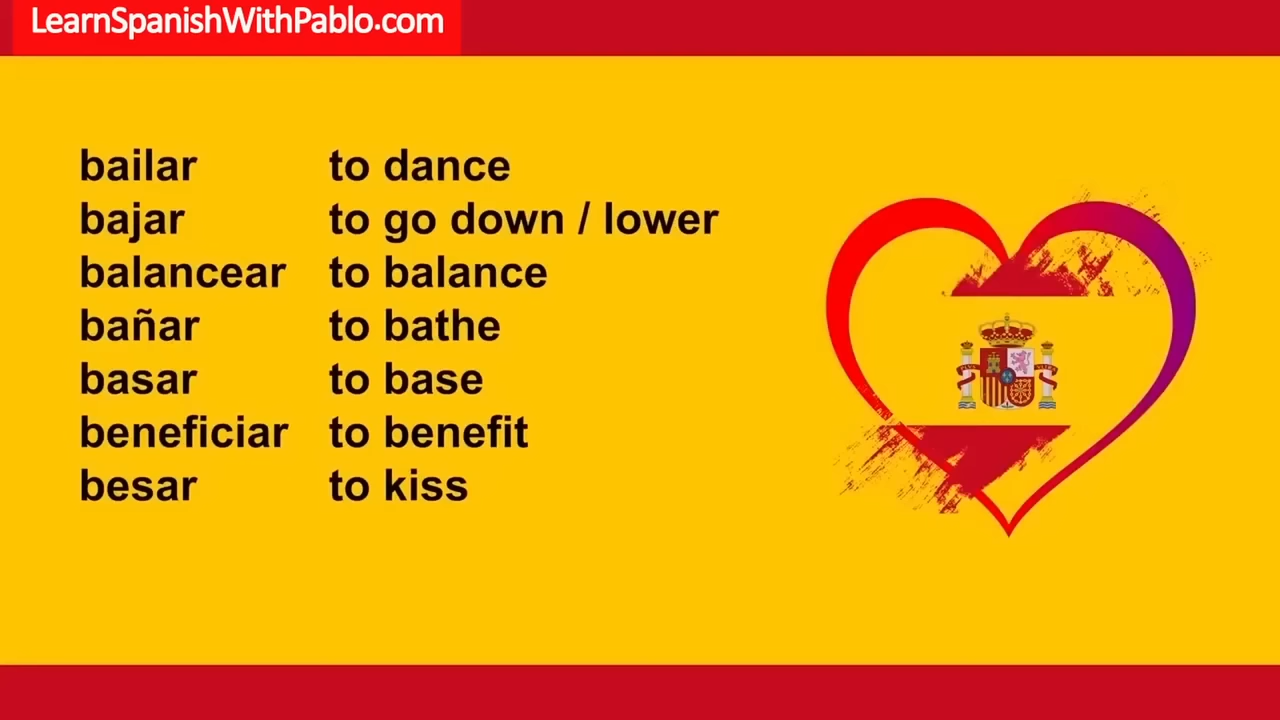 LearnSpanishWithPablo.com
bailar to dance
bajar to go down / lower
balancear to balance
bañar to bathe
basar to base
beneficiar to benefit
besar to kiss